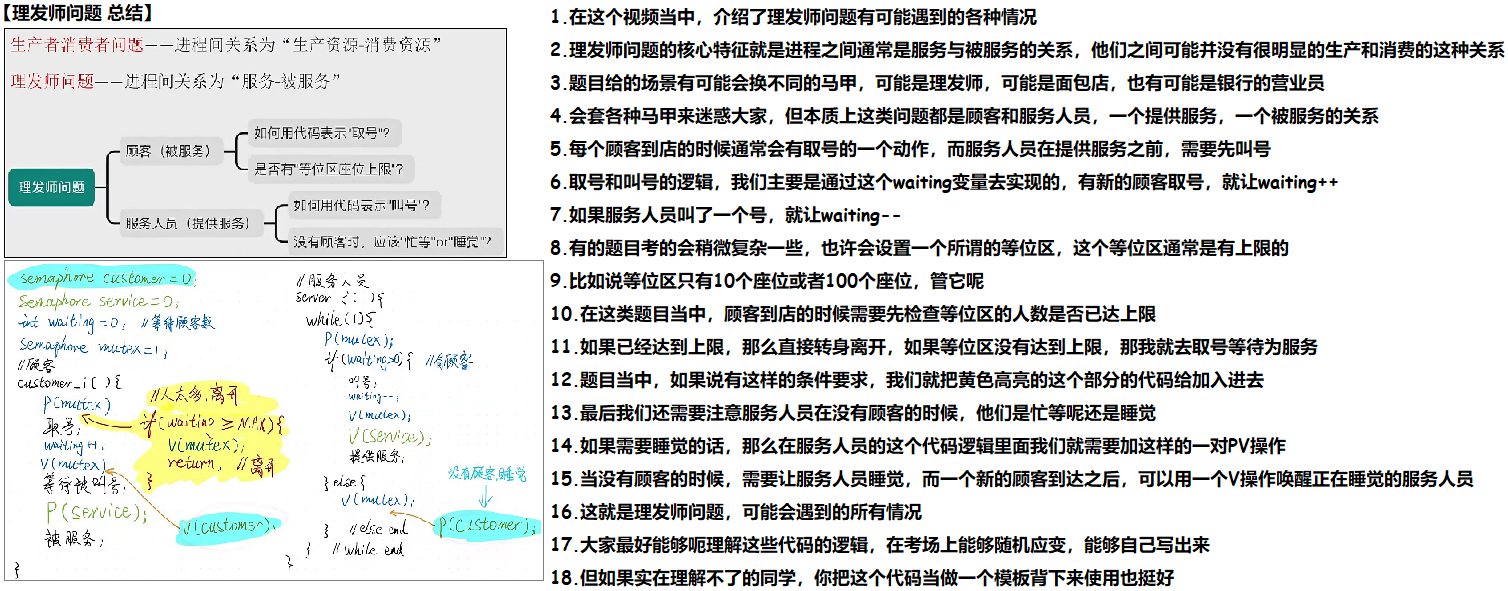 【理发师问题 总结】
生产者消费者问题——进程间关系为“生产资源-消费资源”
理发师问题——进程间关系为“服务-被服务”
理发师问题
顾客（被服务）
如何用代码表示"取号"?
是否有"等位区座位上限"?
服务人员（提供服务）
如何用代码表示"叫号"?
没有顾客时，应该"忙等"or"睡觉"?
semaphore customer = 0;
Semaphore service = 0;
int waiting = 0; //等待顾客数
Semaphore mutex = 1;
//顾客
customer_i(){
P(mutex)
取号;
waiting++;
V(mutex)
等待被叫号;
P(service);
被服务;
}
//人太多,离开
if(waiting ≥ MAX){
V(mutex);
return; //离开
}
V(customer);
//服务人员
server_i(){
while(1){
P(mutex);
if(waiting>0){ //有顾客
叫号;
waiting--;
V(mutex);
V(service);
提供服务;
}else{
V(mutex);
没有顾客,睡觉
P(customer);
} //else end
} //while end
}
1.在这个视频当中，介绍了理发师问题有可能遇到的各种情况
2.理发师问题的核心特征就是进程之间通常是服务与被服务的关系，他们之间可能并没有很明显的生产和消费的这种关系
3.题目给的场景有可能会换不同的马甲，可能是理发师，可能是面包店，也有可能是银行的营业员
4.会套各种马甲来迷惑大家，但本质上这类问题都是顾客和服务人员，一个提供服务，一个被服务的关系
5.每个顾客到店的时候通常会有取号的一个动作，而服务人员在提供服务之前，需要先叫号
6.取号和叫号的逻辑，我们主要是通过这个waiting变量去实现的，有新的顾客取号，就让waiting++
7.如果服务人员叫了一个号，就让waiting--
8.有的题目考的会稍微复杂一些，也许会设置一个所谓的等位区，这个等位区通常是有上限的
9.比如说等位区只有10个座位或者100个座位，管它呢
10.在这类题目当中，顾客到店的时候需要先检查等位区的人数是否已达上限
11.如果已经达到上限，那么直接转身离开，如果等位区没有达到上限，那我就去取号等待为服务
12.题目当中，如果说有这样的条件要求，我们就把黄色高亮的这个部分的代码给加入进去
13.最后我们还需要注意服务人员在没有顾客的时候，他们是忙等呢还是睡觉
14.如果需要睡觉的话，那么在服务人员的这个代码逻辑里面我们就需要加这样的一对PV操作
15.当没有顾客的时候，需要让服务人员睡觉，而一个新的顾客到达之后，可以用一个V操作唤醒正在睡觉的服务人员
16.这就是理发师问题，可能会遇到的所有情况
17.大家最好能够呃理解这些代码的逻辑，在考场上能够随机应变，能够自己写出来
18.但如果实在理解不了的同学，你把这个代码当做一个模板背下来使用也挺好